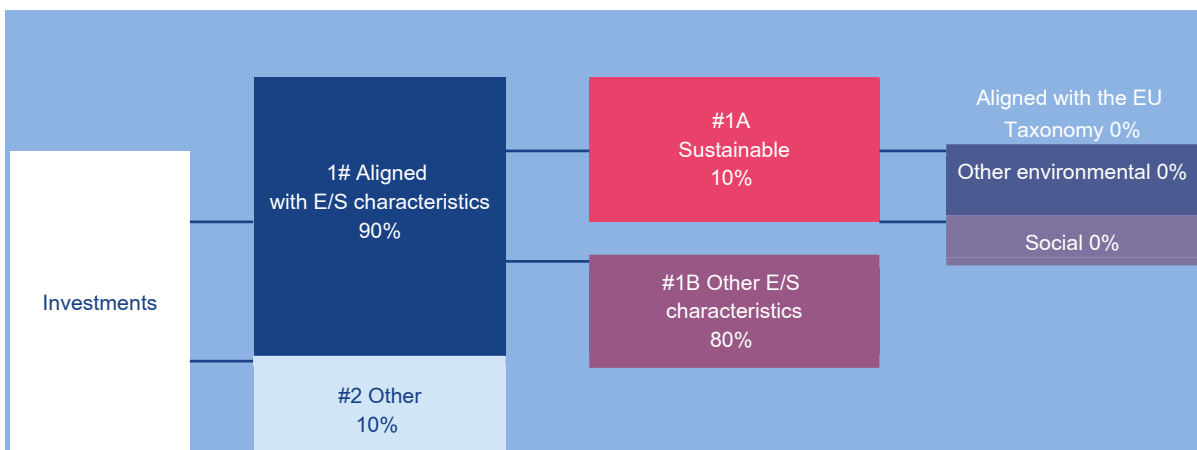 Investments
1# Aligned
with E/S characteristics
90%
#2 Other
10%
#1A
Sustainable
10%
#1B Other E/S
characteristics
80%
Aligned with the EU
Taxonomy 0%
Other environmental 0%
Social 0%